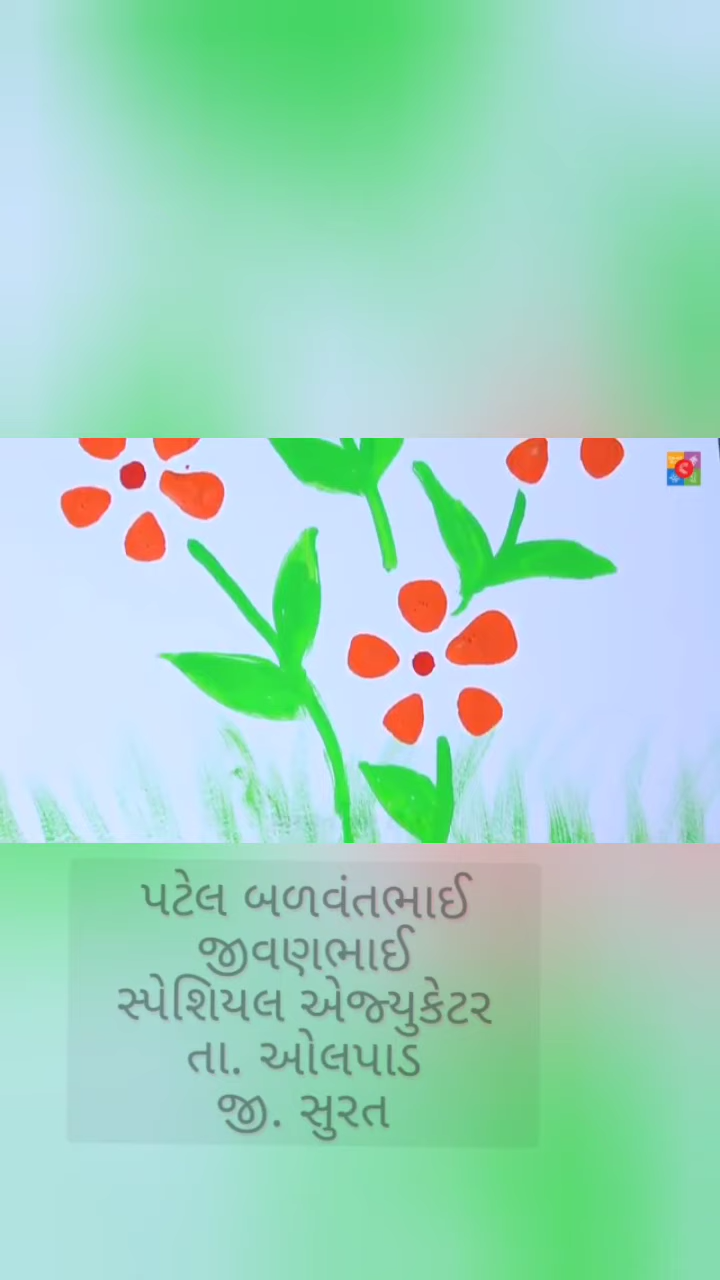 પટેલ બળવંતભાઈ
જીવણભાઈ
સ્પેશિયલ એજ્યુકેટર
તા. ઓલપાડ
જી. સુરત